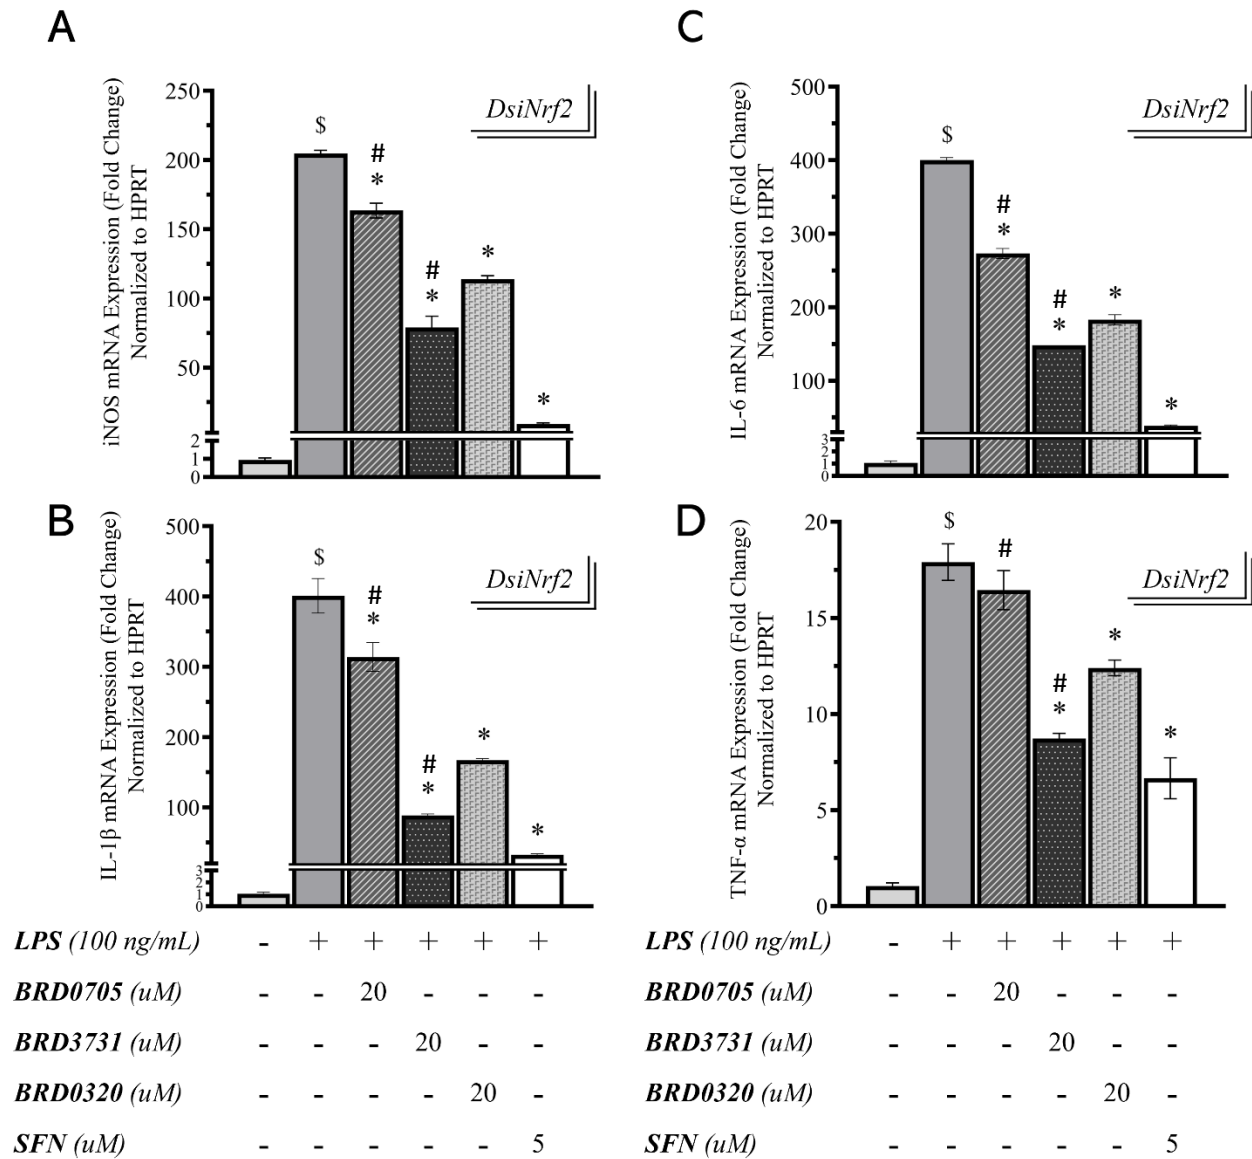 A
iNOS mRNA Expression (Fold Change)
Normalized to HPRT
250
200
150
100
50
2
1
0
$
#
*
#
*
*
*
DsiNrf2
C
IL-6 mRNA Expression (Fold Change)
Normalized to HPRT
500
400
300
200
100
3
2
1
0
$
#
*
#
*
*
*
DsiNrf2
B
IL-1β mRNA Expression (Fold Change)
Normalized to HPRT
500
400
300
200
100
3
2
1
0
$
#
*
#
*
*
*
DsiNrf2
D
TNF-α mRNA Expression (Fold Change)
Normalized to HPRT
20
15
10
5
0
$
#
#
*
*
*
DsiNrf2
LPS (100 ng/mL) - + + + + +
BRD0705 (uM) - - 20 - - -
BRD3731 (uM) - - - 20 - -
BRD0320 (uM) - - - - 20 -
SFN (uM) - - - - - 5
LPS (100 ng/mL) - + + + + +
BRD0705 (uM) - - 20 - - -
BRD3731 (uM) - - - 20 - -
BRD0320 (uM) - - - - 20 -
SFN (uM) - - - - - 5